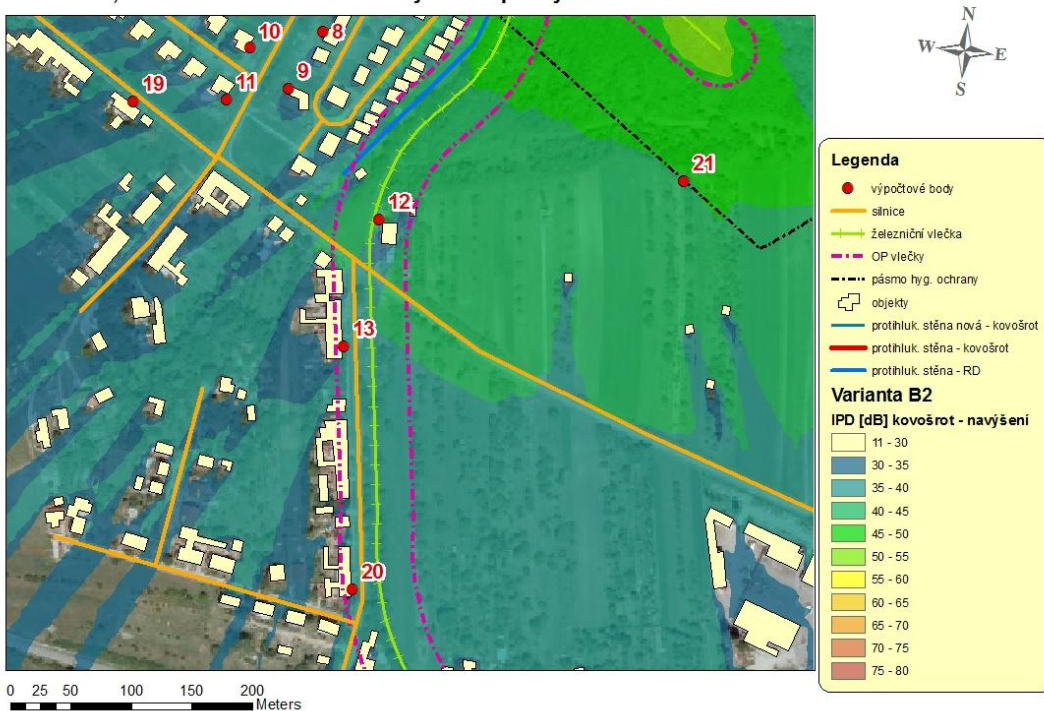 10
8
N
W
E
S
19
11
9
21
12
13
20
Legenda
výpočtové body
silnice
železniční vlečka
OP vlečky
pásmo hyg. ochrany
objekty
protihluk. stěna nová - kovošrot
protihluk. stěna - kovošrot
protihluk. stěna - RD
Varianta B2
IPD [dB] kovošrot - navýšení
11 - 30
30 - 35
35 - 40
40 - 45
45 - 50
50 - 55
55 - 60
60 - 65
65 - 70
70 - 75
75 - 80
0 25 50 100 150 200
Meters